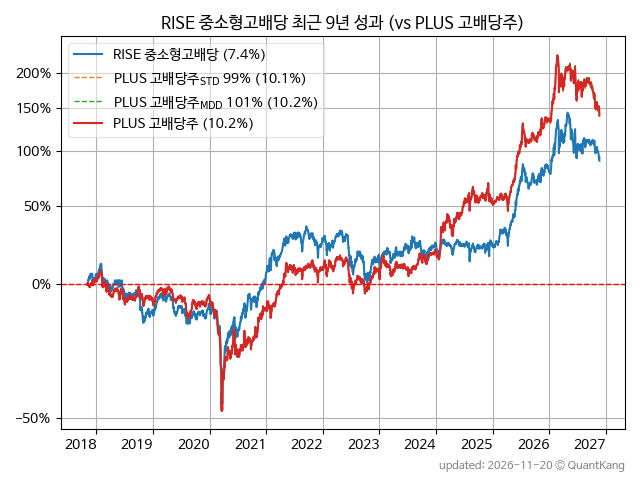 RISE 중소형고배당 최근 9년 성과 (vs PLUS 고배당주)
RISE 중소형고배당 (7.4%)
PLUS 고배당주STD 99% (10.1%)
PLUS 고배당주MDD 101% (10.2%)
PLUS 고배당주 (10.2%)
200%
150%
100%
50%
0%
−50%
2018 2019 2020 2021 2022 2023 2024 2025 2026 2027
updated: 2026-11-20 © QuantKang